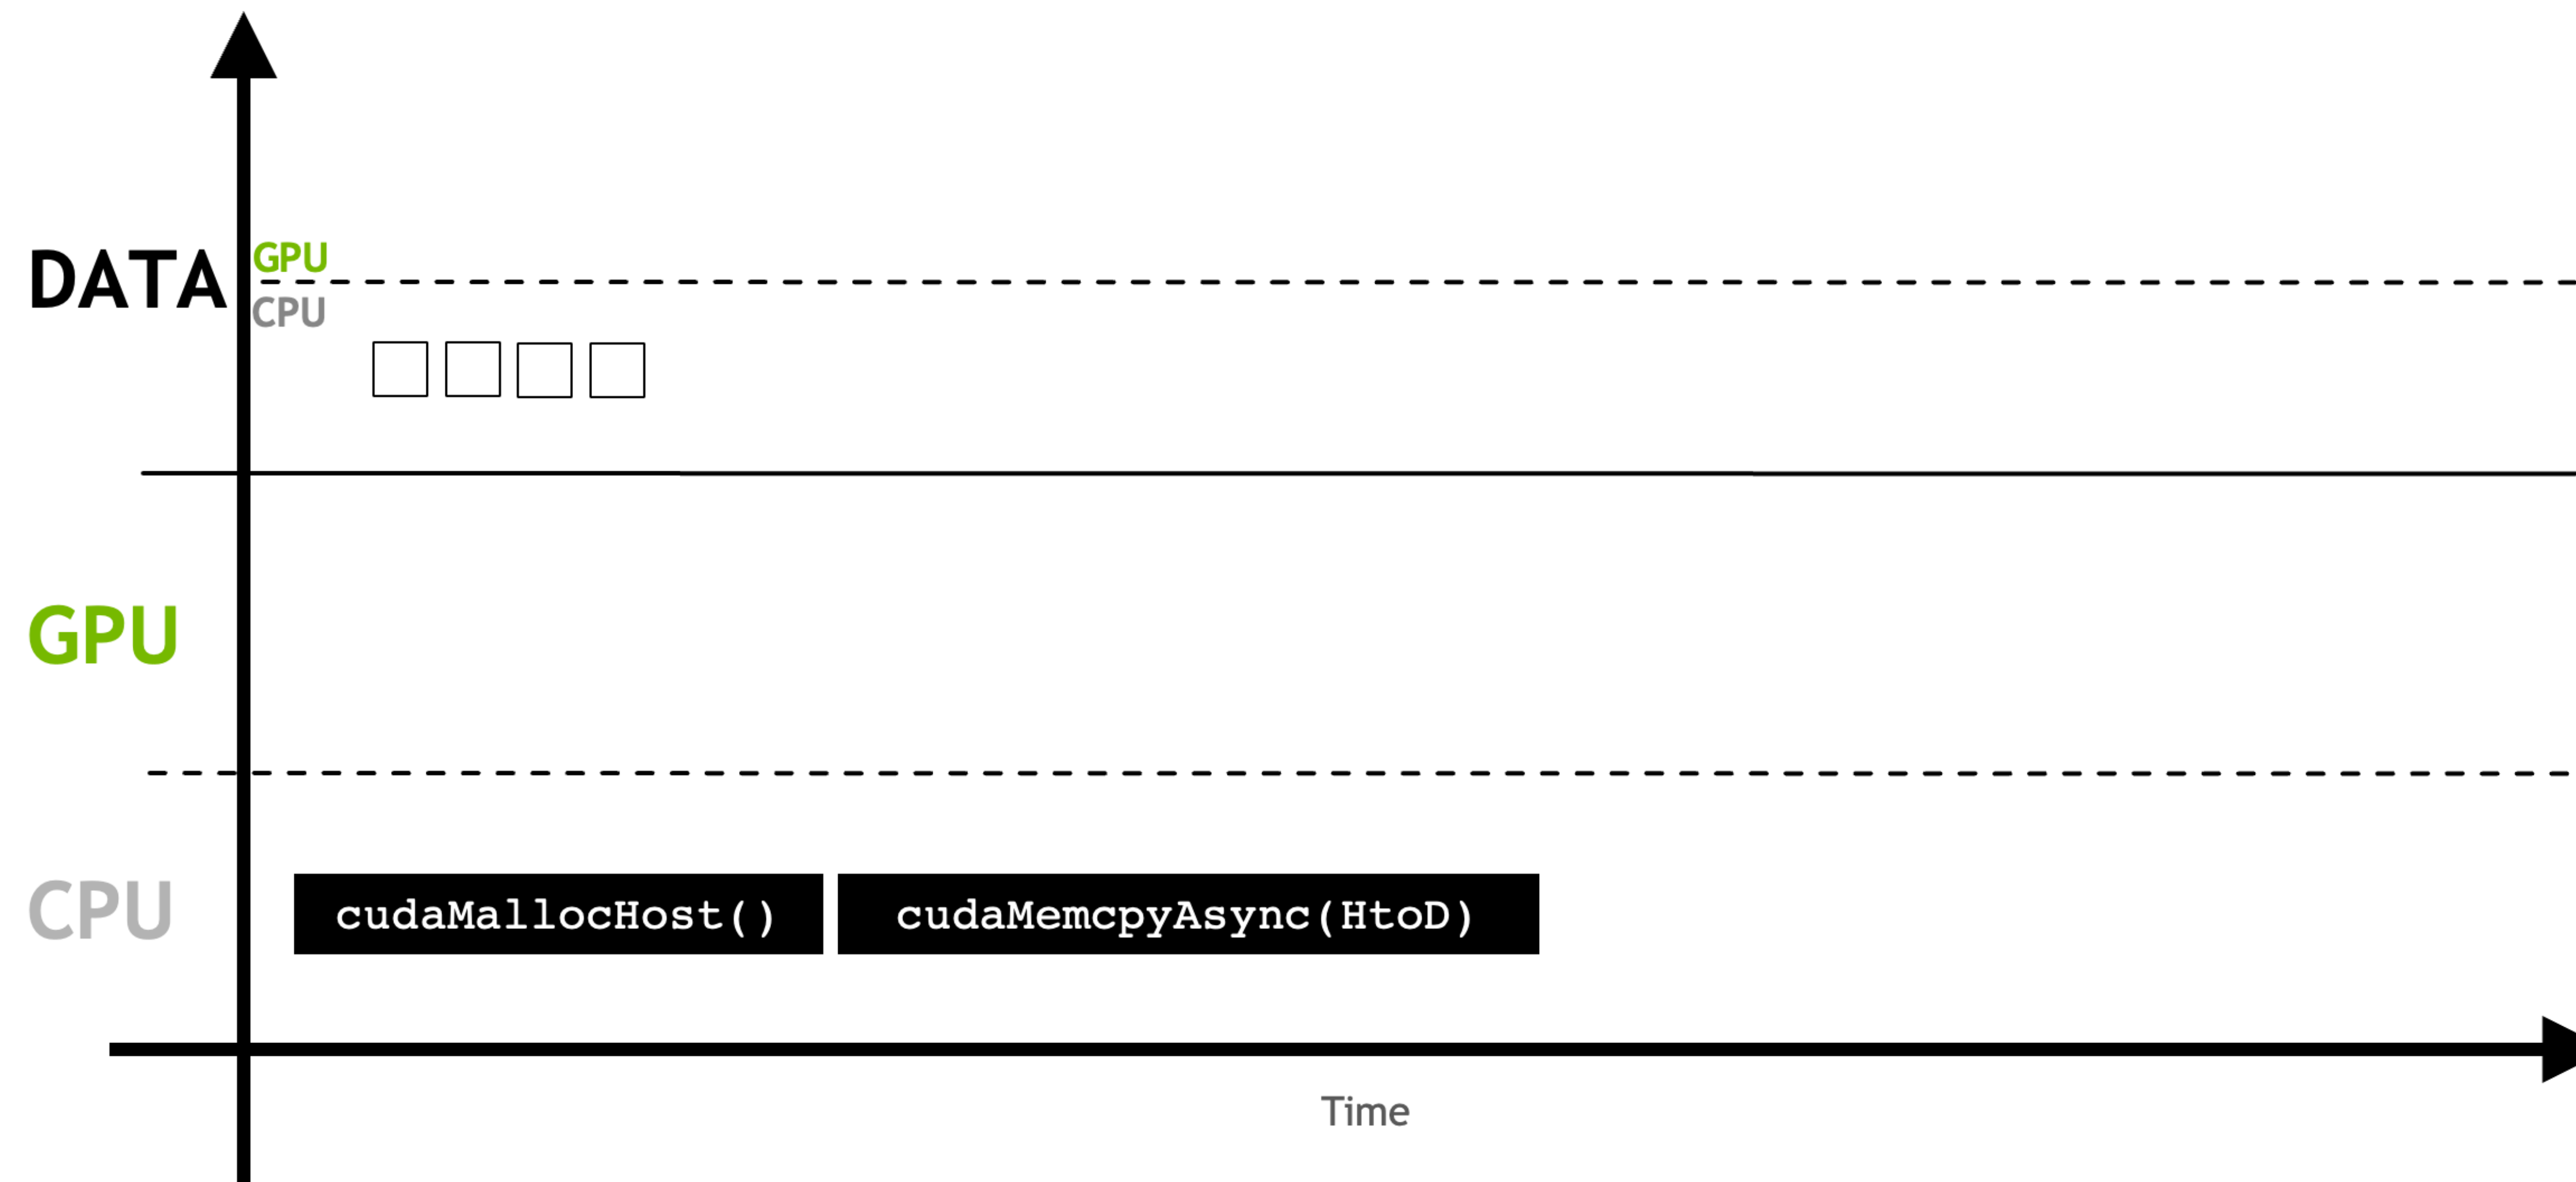 GPU
DATA
CPU
GPU
CPU
cudaMallocHost()
cudaMemcpyAsync(HtoD)
Time